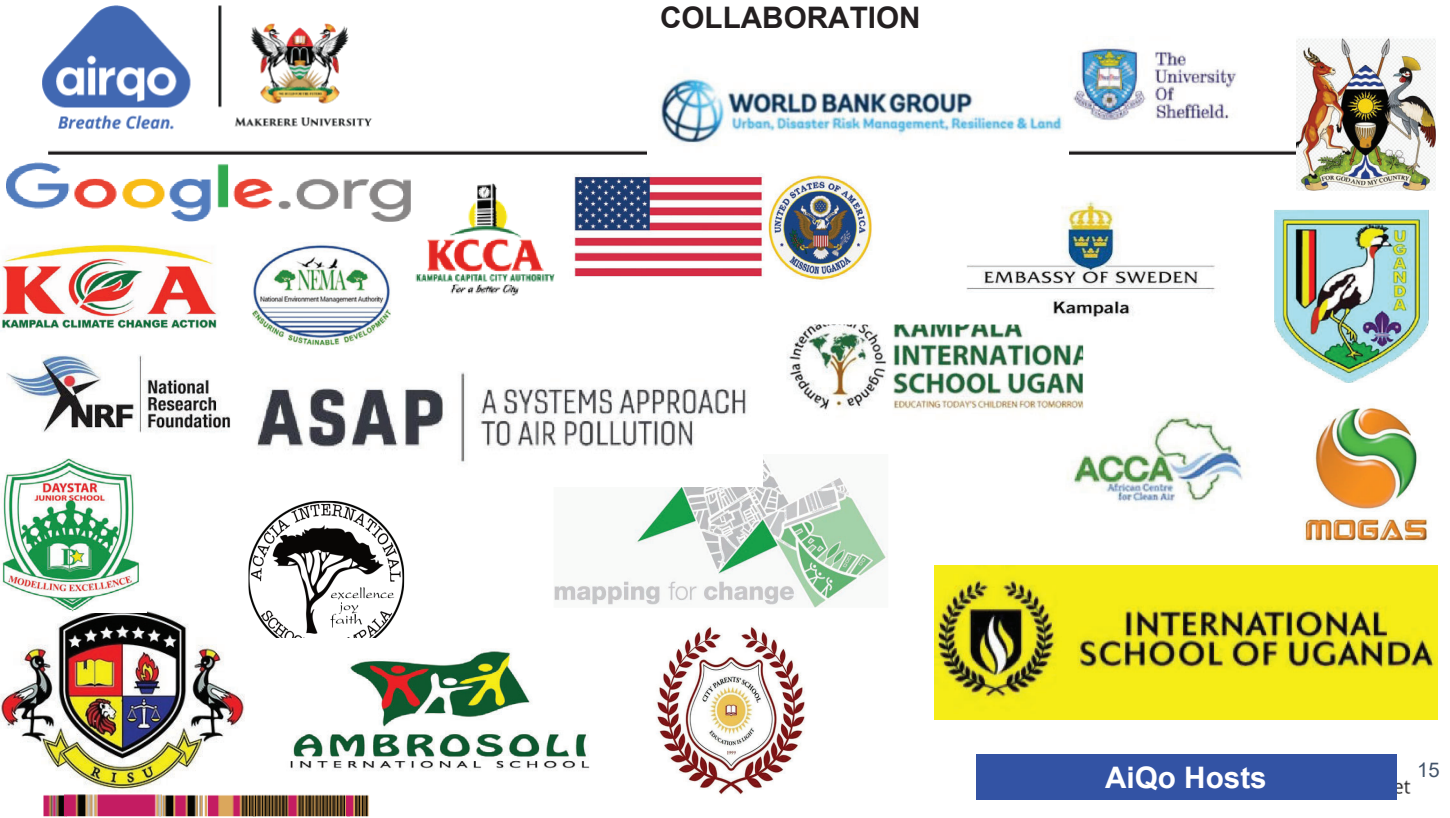 COLLABORATION
airqo
Breathe Clean.
MAKERERE UNIVERSITY
WORLD BANK GROUP
Urban, Disaster Risk Management, Resilience & Land
The
University
Of
Sheffield.
FOR GOD AND MY COUNTRY
Google.org
KCCA
KAMPALA CAPITAL CITY AUTHORITY
For a better City
UNITED STATES OF AMERICA
MISSION UGANDA
EMBASSY OF SWEDEN
Kampala
UGANDA
KCCA
KAMPALA CLIMATE CHANGE ACTION
NEMA
National Environment Management Authority
ENSURING SUSTAINABLE DEVELOPMENT
NRF
National
Research
Foundation
ASAP
A SYSTEMS APPROACH
TO AIR POLLUTION
Kampala International School Uganda
KAMPALA
INTERNATIONA
SCHOOL UGAN
EDUCATING TODAY'S CHILDREN FOR TOMORROW
ACCA
African Centre
for Clean Air
MOGAS
DAYSTAR
JUNIOR SCHOOL
MODELLING EXCELLENCE
ACACIA INTERNATIONAL
excellence
joy
faith
mapping for change
INTERNATIONAL
SCHOOL OF UGANDA
RISU
AMBROSOLI
INTERNATIONAL SCHOOL
CITY PARENTS' SCHOOL
EDUCATION IS LIGHT
1999
AiQo Hosts
et
15